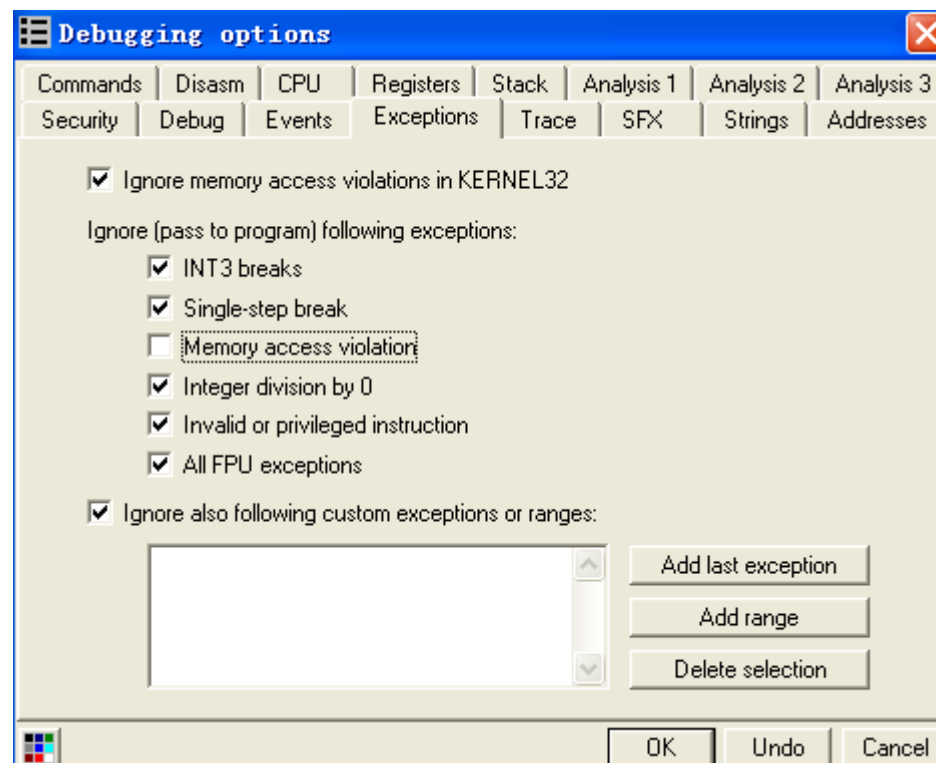 Debugging options
Commands Disasm CPU Registers Stack Analysis 1 Analysis 2 Analysis 3
Security Debug Events Exceptions Trace SFX Strings Addresses
Ignore memory access violations in KERNEL32
Ignore (pass to program) following exceptions:
INT3 breaks
Single-step break
Memory access violation
Integer division by 0
Invalid or privileged instruction
All FPU exceptions
Ignore also following custom exceptions or ranges:
Add last exception
Add range
Delete selection
OK Undo Cancel